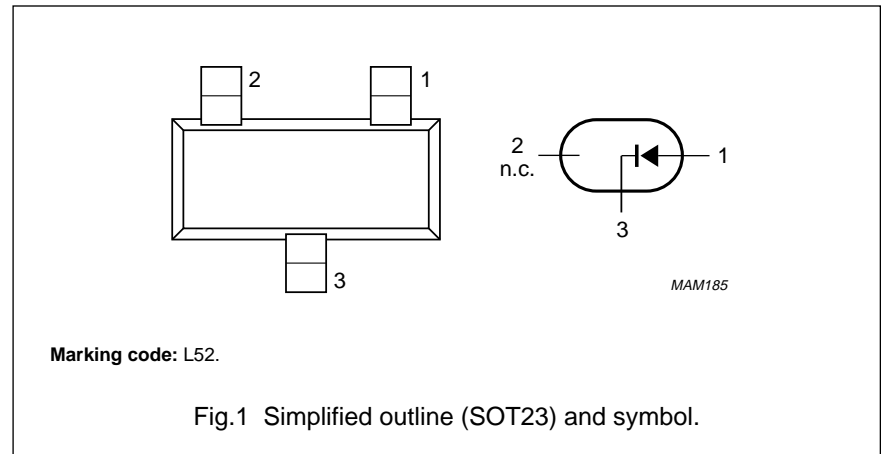 2 1
3
2
n.c.
1
3
MAM185
Marking code: L52.
Fig.1 Simplified outline (SOT23) and symbol.